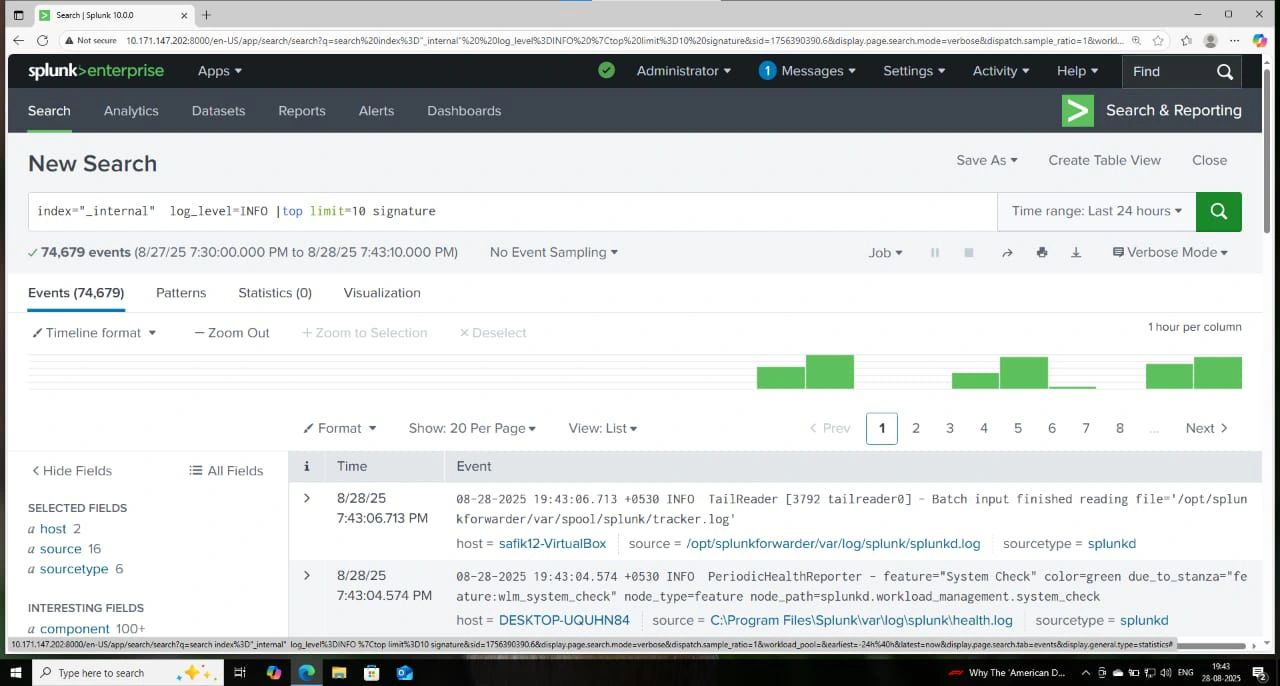 Search | Splunk 10.0.0
Not secure 10.171.147.202:8000/en-US/app/search/search?q=search%20index%3D"_internal"%20%20log_level%3DINFO%20%7Ctop%20limit%3D10%20signature&sid=1756390390.6&display.page.search.mode=verbose&dispatch.sample_ratio=1&workl...
splunk>enterprise Apps Administrator 1 Messages Settings Activity Help Find
Search Analytics Datasets Reports Alerts Dashboards > Search & Reporting
New Search Save As Create Table View Close
index="_internal"  log_level=INFO |top limit=10 signature Time range: Last 24 hours
74,679 events (8/27/25 7:30:00.000 PM to 8/28/25 7:43:10.000 PM) No Event Sampling Job Verbose Mode
Events (74,679) Patterns Statistics (0) Visualization
Timeline format — Zoom Out + Zoom to Selection × Deselect 1 hour per column
Format Show: 20 Per Page View: List < Prev 1 2 3 4 5 6 7 8 ... Next >
< Hide Fields All Fields i Time Event
SELECTED FIELDS
a host 2
a source 16
a sourcetype 6
INTERESTING FIELDS
a component 100+
> 8/28/25 7:43:06.713 PM
08-28-2025 19:43:06.713 +0530 INFO  TailReader [3792 tailreader0] - Batch input finished reading file='/opt/splun
kforwarder/var/spool/splunk/tracker.log'
host = safik12-VirtualBox source = /opt/splunkforwarder/var/log/splunk/splunkd.log sourcetype = splunkd
> 8/28/25 7:43:04.574 PM
08-28-2025 19:43:04.574 +0530 INFO  PeriodicHealthReporter - feature="System Check" color=green due_to_stanza="fe
ature:wlm_system_check" node_type=feature node_path=splunkd.workload_management.system_check
host = DESKTOP-UQUHN84 source = C:\Program Files\Splunk\var\log\splunk\health.log sourcetype = splunkd
10.171.147.202:8000/en-US/app/search/search?q=search index%3D"_internal" log_level%3DINFO %7Ctop limit%3D10 signature&sid=1756390390.6&display.page.search.mode=verbose&dispatch.sample_ratio=1&workload_pool=&earliest=-24h%40h&latest=now&display.page.search.tab=events&display.general.type=statistics#
Type here to search Why The 'American D... ENG 19:43
28-08-2025 2